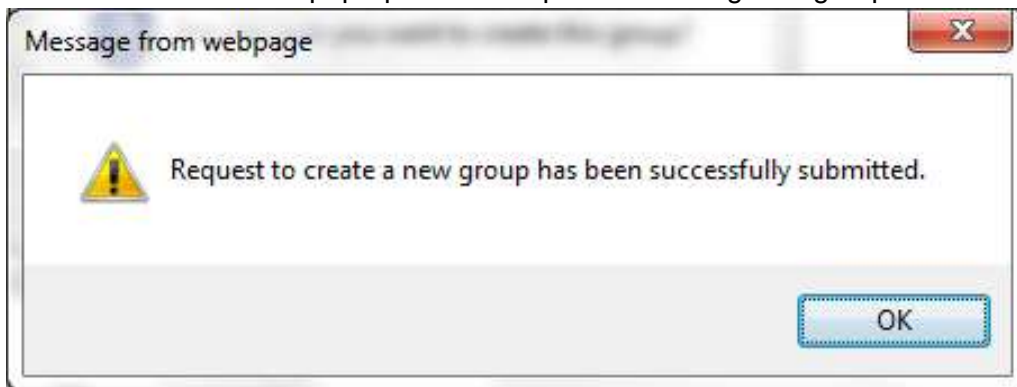 Message from webpage
Request to create a new group has been successfully submitted.
OK